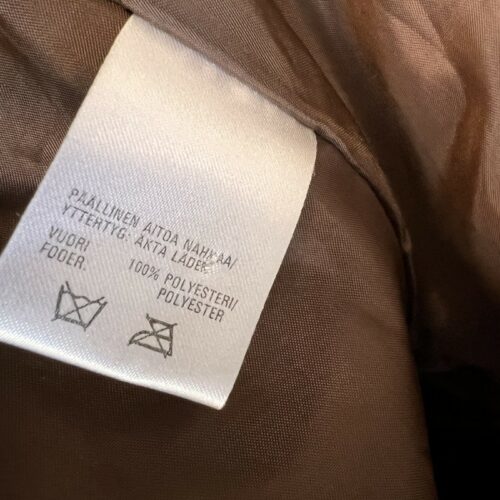 PÄÄLLINEN AITOA NAHKAA/
YTTERTYG: ÄKTA LÄDER
VUORI 100% POLYESTERI/
FODER. POLYESTER